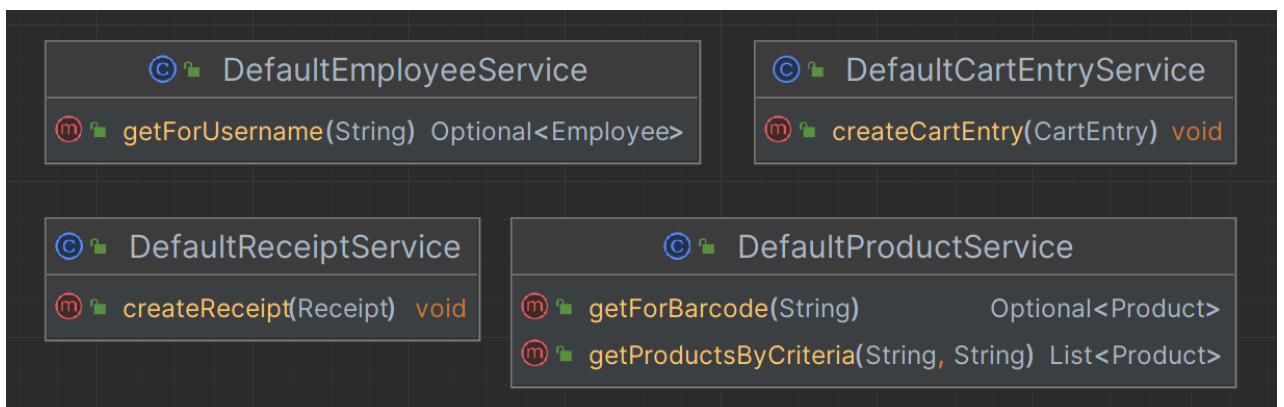 DefaultEmployeeService
getForUsername(String) Optional<Employee>
DefaultCartEntryService
createCartEntry(CartEntry) void
DefaultReceiptService
createReceipt(Receipt) void
DefaultProductService
getForBarcode(String) Optional<Product>
getProductsByCriteria(String, String) List<Product>